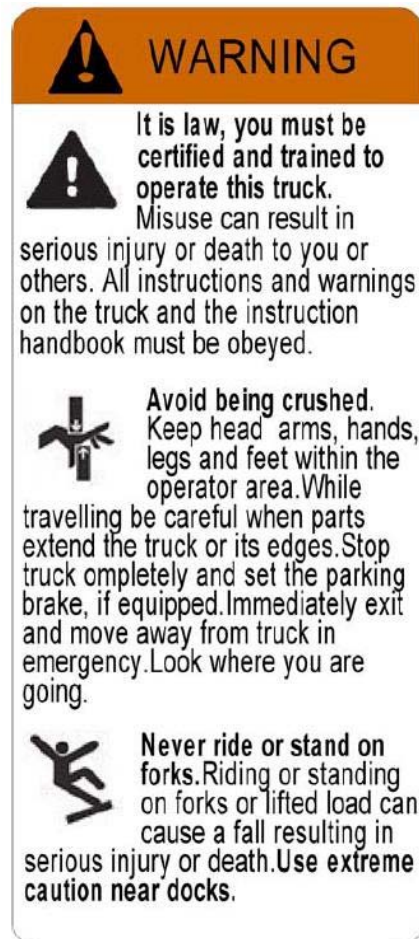 WARNING
It is law, you must be
certified and trained to
operate this truck.
Misuse can result in
serious injury or death to you or
others. All instructions and warnings
on the truck and the instruction
handbook must be obeyed.
Avoid being crushed.
Keep head arms, hands,
legs and feet within the
operator area.While
travelling be careful when parts
extend the truck or its edges.Stop
truck ompletely and set the parking
brake, if equipped.Immediately exit
and move away from truck in
emergency.Look where you are
going.
Never ride or stand on
forks.Riding or standing
on forks or lifted load can
cause a fall resulting in
serious injury or death.Use extreme
caution near docks.